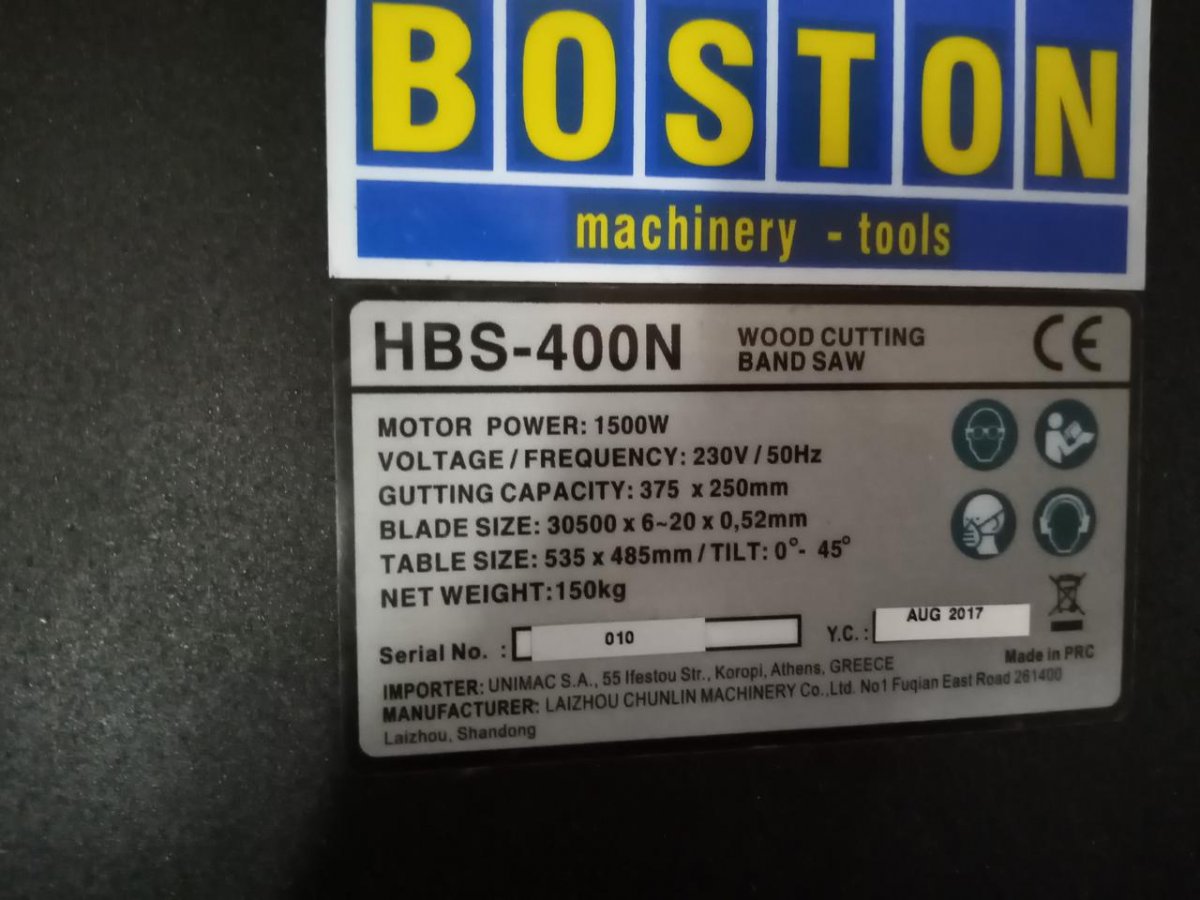 BOSTON
machinery - tools
HBS-400N WOOD CUTTING BAND SAW CE
MOTOR POWER: 1500W
VOLTAGE / FREQUENCY: 230V / 50Hz
GUTTING CAPACITY: 375 x 250mm
BLADE SIZE: 30500 x 6~20 x 0,52mm
TABLE SIZE: 535 x 485mm / TILT: 0°- 45°
NET WEIGHT:150kg
Serial No. : 010 Y.C. : AUG 2017
Made in PRC
IMPORTER: UNIMAC S.A., 55 Ifestou Str., Koropi, Athens, GREECE
MANUFACTURER: LAIZHOU CHUNLIN MACHINERY Co.,Ltd. No1 Fuqian East Road 261400
Laizhou, Shandong